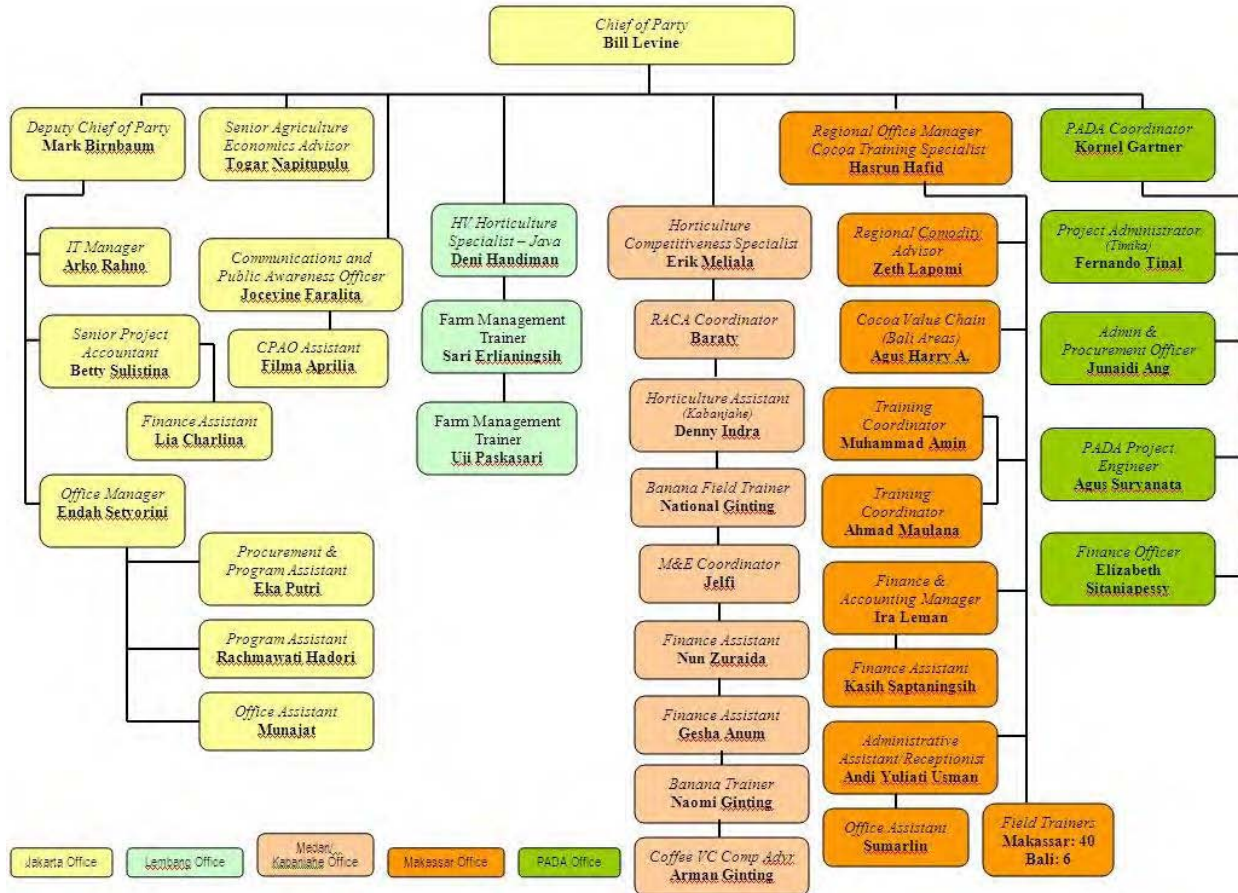 Chief of Party
Bill Levine
Deputy Chief of Party
Mark Birnbaum
Senior Agriculture
Economics Advisor
Togar Napitupulu
Regional Office Manager
Cocoa Training Specialist
Hasrun Hafid
PADA Coordinator
Kornel Gartner
IT Manager
Arko Rahno
Communications and
Public Awareness Officer
Jocevine Faralita
HV Horticulture
Specialist – Java
Deni Handiman
Horticulture
Competitiveness Specialist
Erik Meliala
Regional Comodity
Advisor
Zeth Lapomi
Project Administrator
(Timika)
Fernando Tinal
Senior Project
Accountant
Betty Sulistina
CPAO Assistant
Filma Aprilia
Farm Management
Trainer
Sari Erlianingsih
RACA Coordinator
Baraty
Cocoa Value Chain
(Bali Areas)
Agus Harry A.
Admin &
Procurement Officer
Junaidi Ang
Finance Assistant
Lia Charlina
Farm Management
Trainer
Uji Paskasari
Horticulture Assistant
(Kabanjahe)
Denny Indra
Training
Coordinator
Muhammad Amin
PADA Project
Engineer
Agus Suryanata
Office Manager
Endah Setyorini
Banana Field Trainer
National Ginting
Training
Coordinator
Ahmad Maulana
Procurement &
Program Assistant
Eka Putri
M&E Coordinator
Jelfi
Finance &
Accounting Manager
Ira Leman
Finance Officer
Elizabeth
Sitaniapessy
Program Assistant
Rachmawati Hadori
Finance Assistant
Nun Zuraida
Finance Assistant
Kasih Saptaningsih
Office Assistant
Munajat
Finance Assistant
Gesha Anum
Administrative
Assistant/Receptionist
Andi Yuliati Usman
Banana Trainer
Naomi Ginting
Office Assistant
Sumarlin
Field Trainers
Makassar: 40
Bali: 6
Coffee VC Comp Advr
Arman Ginting
Jakarta Office
Lembang Office
Medan/
Kabanjahe Office
Makassar Office
PADA Office